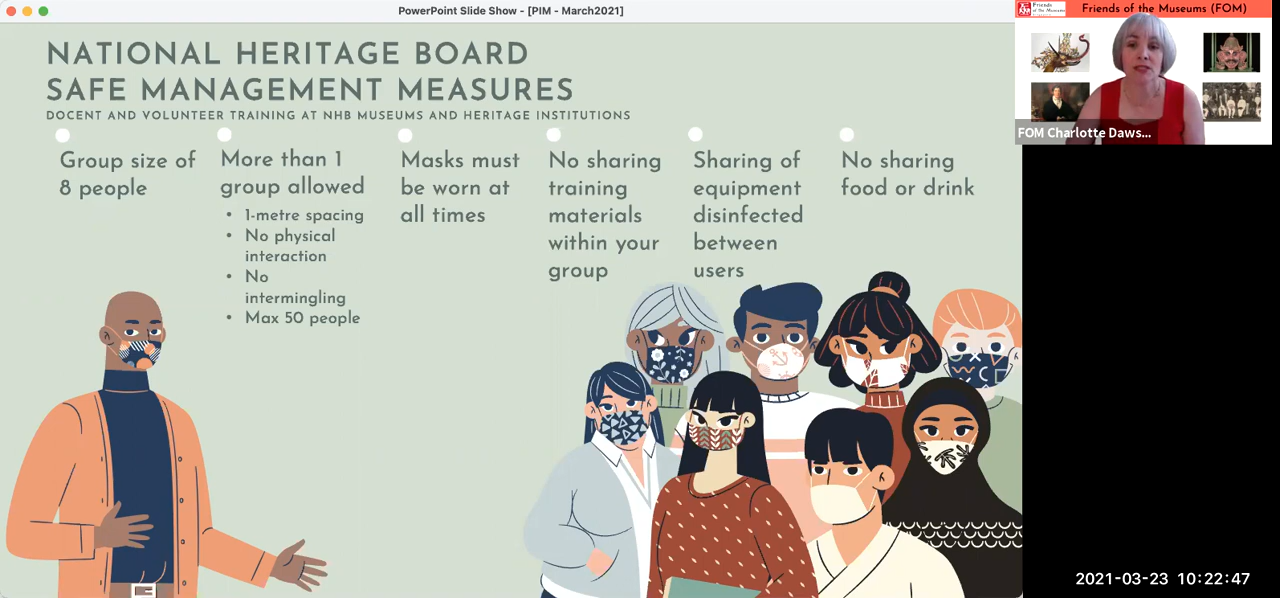 PowerPoint Slide Show - [PIM - March2021]
Friends of the Museums (FOM)
NATIONAL HERITAGE BOARD
SAFE MANAGEMENT MEASURES
DOCENT AND VOLUNTEER TRAINING AT NHB MUSEUMS AND HERITAGE INSTITUTIONS
Group size of
8 people
More than 1
group allowed
• 1-metre spacing
• No physical
interaction
• No
intermingling
• Max 50 people
Masks must
be worn at
all times
No sharing
training
materials
within your
group
Sharing of
equipment
disinfected
between
users
No sharing
food or drink
FOM Charlotte Daws...
2021-03-23 10:22:47